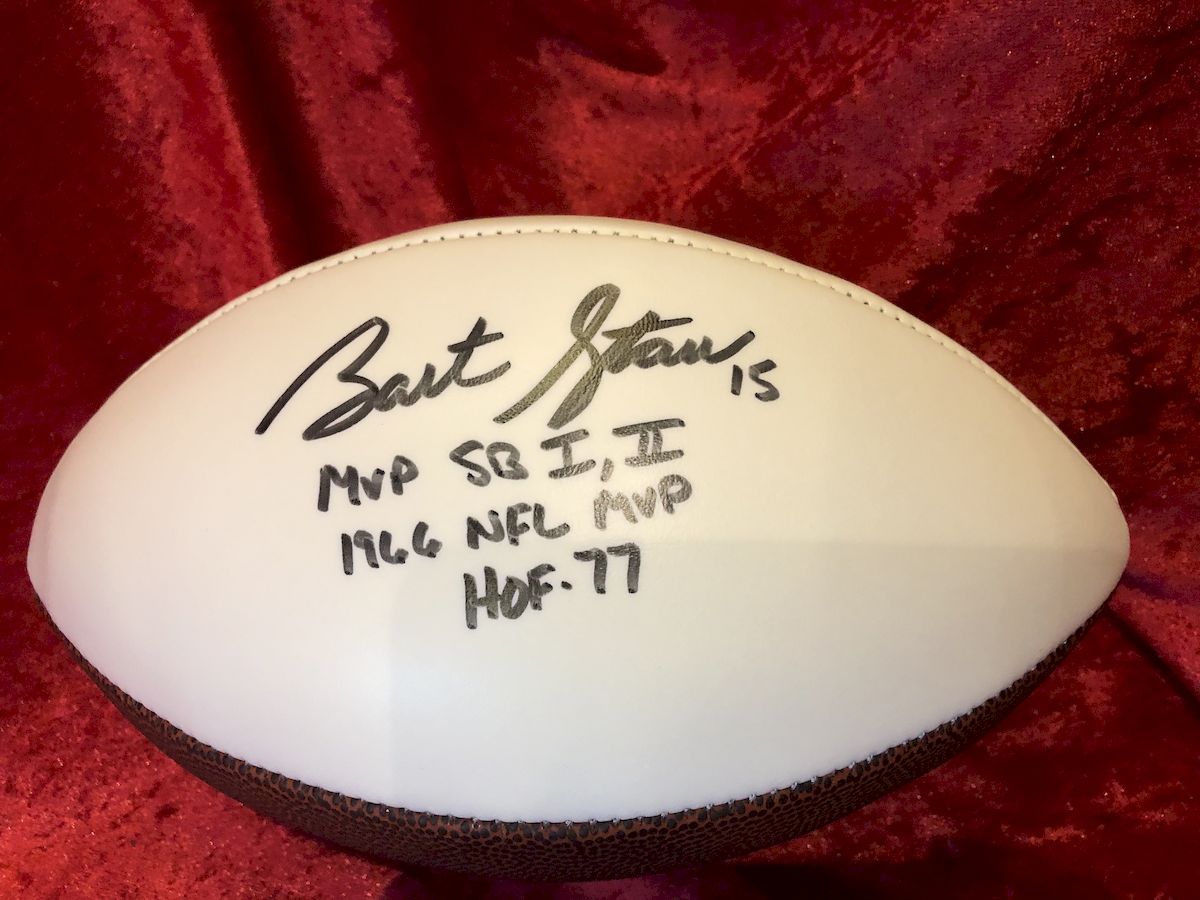 Bart Starr 15
MVP SB I, II
1966 NFL MVP
HOF-77